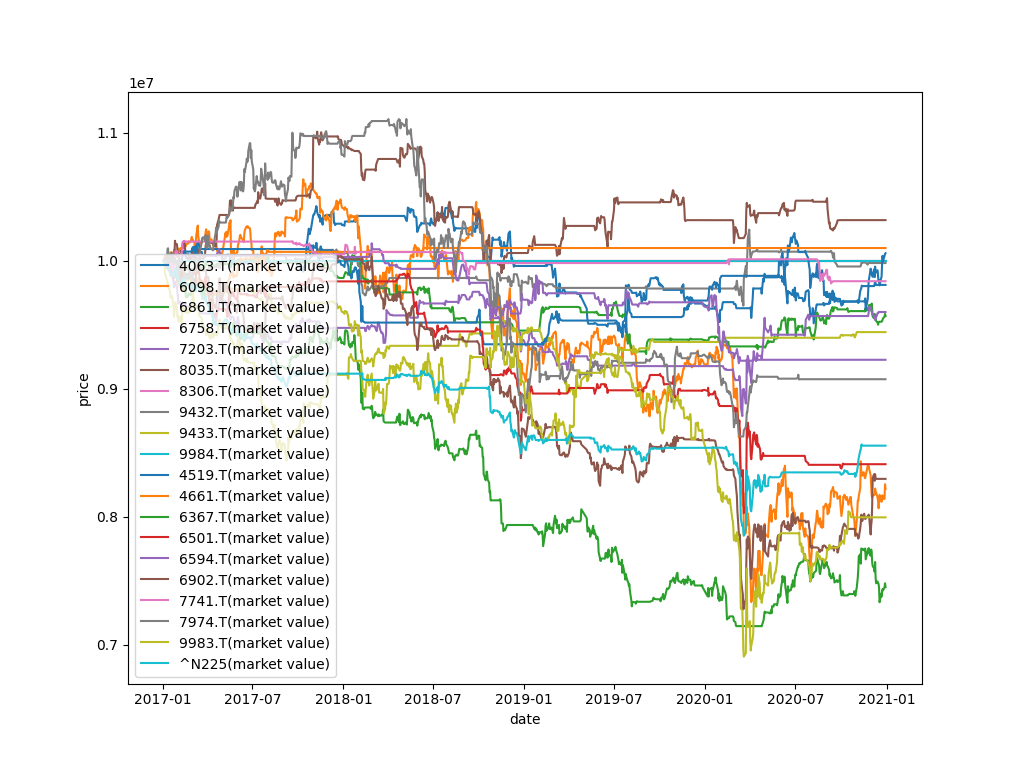 1e7
1.1
1.0
0.9
0.8
0.7
price
4063.T(market value)
6098.T(market value)
6861.T(market value)
6758.T(market value)
7203.T(market value)
8035.T(market value)
8306.T(market value)
9432.T(market value)
9433.T(market value)
9984.T(market value)
4519.T(market value)
4661.T(market value)
6367.T(market value)
6501.T(market value)
6594.T(market value)
6902.T(market value)
7741.T(market value)
7974.T(market value)
9983.T(market value)
^N225(market value)
2017-01 2017-07 2018-01 2018-07 2019-01 2019-07 2020-01 2020-07 2021-01
date